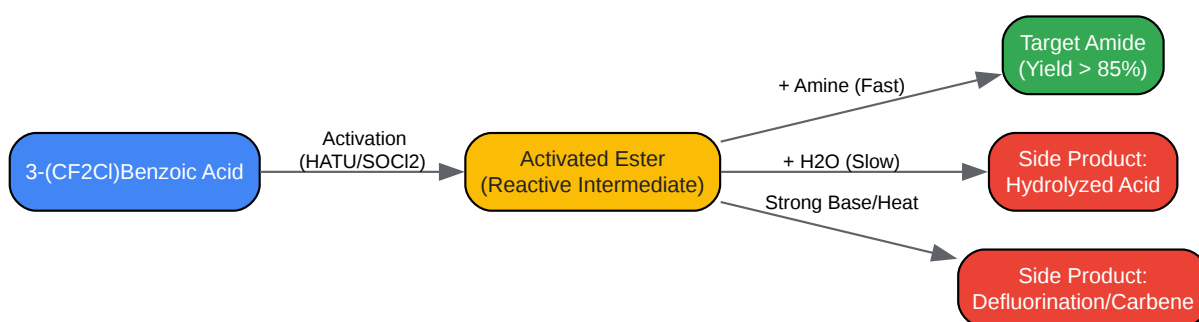 3-(CF2Cl)Benzoic Acid
Activation
(HATU/SOCl2)
Activated Ester
(Reactive Intermediate)
+ Amine (Fast)
+ H2O (Slow)
Strong Base/Heat
Target Amide
(Yield > 85%)
Side Product:
Hydrolyzed Acid
Side Product:
Defluorination/Carbene